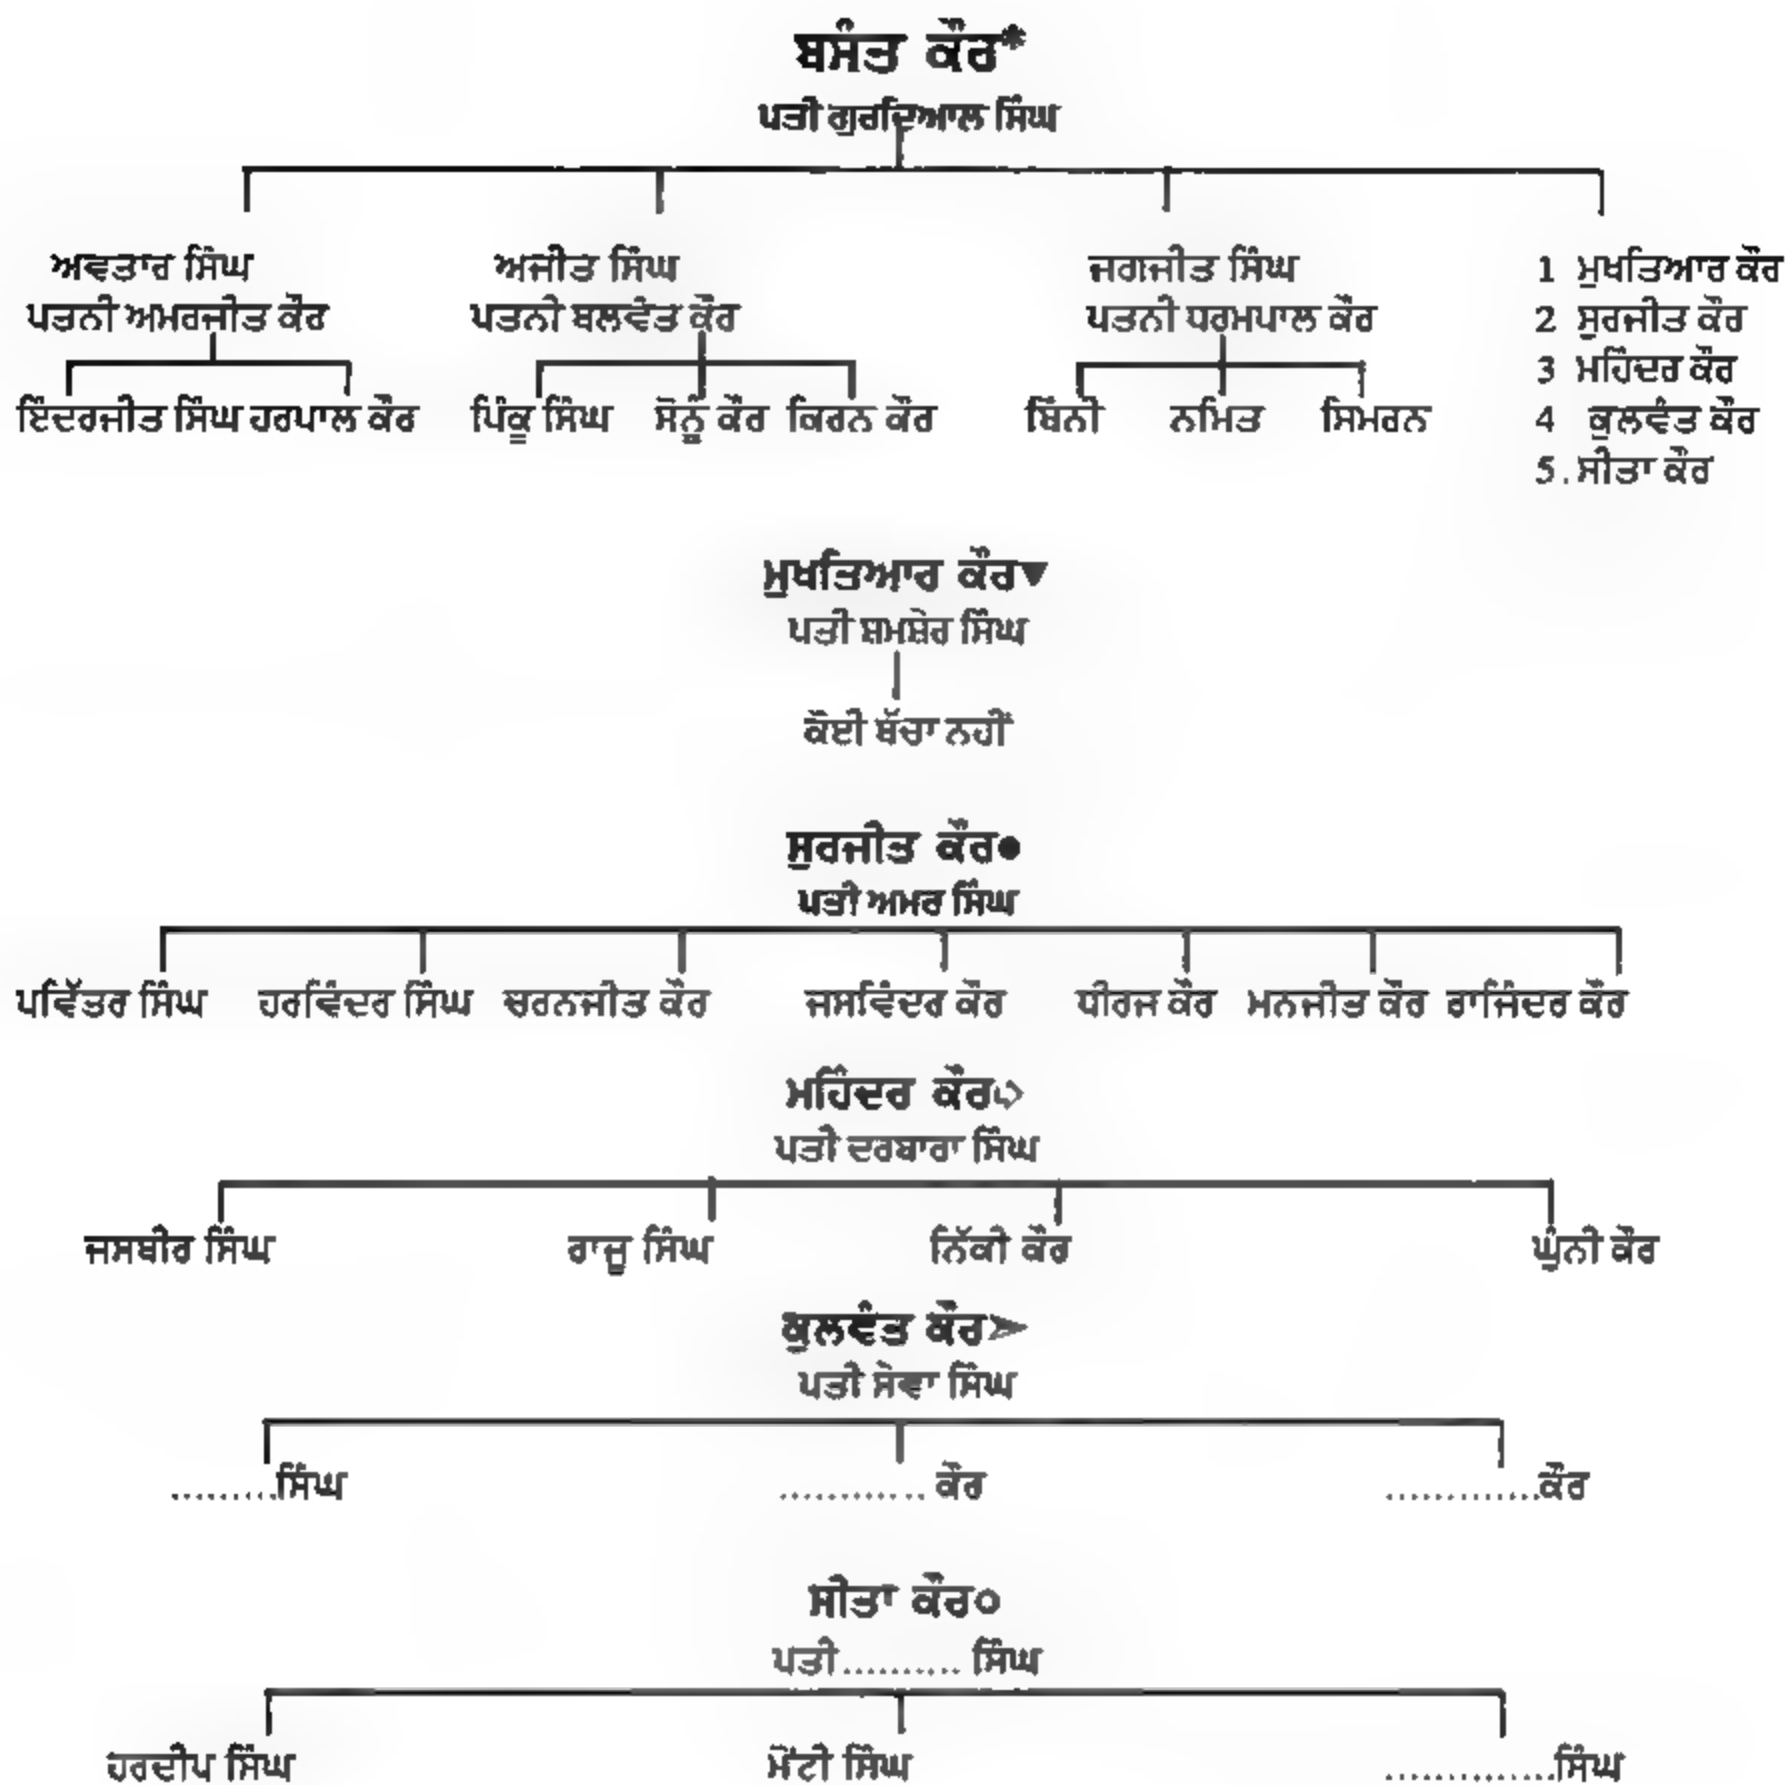 ਬਸੰਤ ਕੌਰ*
ਪਤੀ ਗੁਰਦਿਆਲ ਸਿੰਘ
ਅਵਤਾਰ ਸਿੰਘ ਅਜੀਤ ਸਿੰਘ ਜਗਜੀਤ ਸਿੰਘ 1 ਮੁਖਤਿਆਰ ਕੌਰ
ਪਤਨੀ ਅਮਰਜੀਤ ਕੌਰ ਪਤਨੀ ਬਲਵੰਤ ਕੌਰ ਪਤਨੀ ਧਰਮਪਾਲ ਕੌਰ 2 ਸੁਰਜੀਤ ਕੌਰ
3 ਮਹਿੰਦਰ ਕੌਰ
ਇੰਦਰਜੀਤ ਸਿੰਘ ਹਰਪਾਲ ਕੌਰ ਪਿੰਕੂ ਸਿੰਘ ਸੋਨੂੰ ਕੌਰ ਕਿਰਨ ਕੌਰ ਬਿੰਨੀ ਨਮਿਤ ਸਿਮਰਨ 4 ਕੁਲਵੰਤ ਕੌਰ
5. ਸੀਤਾ ਕੌਰ
ਮੁਖਤਿਆਰ ਕੌਰ▼
ਪਤੀ ਸ਼ਮਸ਼ੇਰ ਸਿੰਘ
ਕੋਈ ਬੱਚਾ ਨਹੀਂ
ਸੁਰਜੀਤ ਕੌਰ●
ਪਤੀ ਅਮਰ ਸਿੰਘ
ਪਵਿੱਤਰ ਸਿੰਘ ਹਰਵਿੰਦਰ ਸਿੰਘ ਚਰਨਜੀਤ ਕੌਰ ਜਸਵਿੰਦਰ ਕੌਰ ਧੀਰਜ ਕੌਰ ਮਨਜੀਤ ਕੌਰ ਰਾਜਿੰਦਰ ਕੌਰ
ਮਹਿੰਦਰ ਕੌਰ
ਪਤੀ ਦਰਬਾਰਾ ਸਿੰਘ
ਜਸਬੀਰ ਸਿੰਘ ਰਾਜੂ ਸਿੰਘ ਨਿੱਕੀ ਕੌਰ ਘੁੰਨੀ ਕੌਰ
ਕੁਲਵੰਤ ਕੌਰ➢
ਪਤੀ ਸੇਵਾ ਸਿੰਘ
........ਸਿੰਘ ............ ਕੌਰ .............ਕੌਰ
ਸੀਤਾ ਕੌਰ○
ਪਤੀ.......... ਸਿੰਘ
ਹਰਦੀਪ ਸਿੰਘ ਮੋਂਟੀ ਸਿੰਘ ..............ਸਿੰਘ